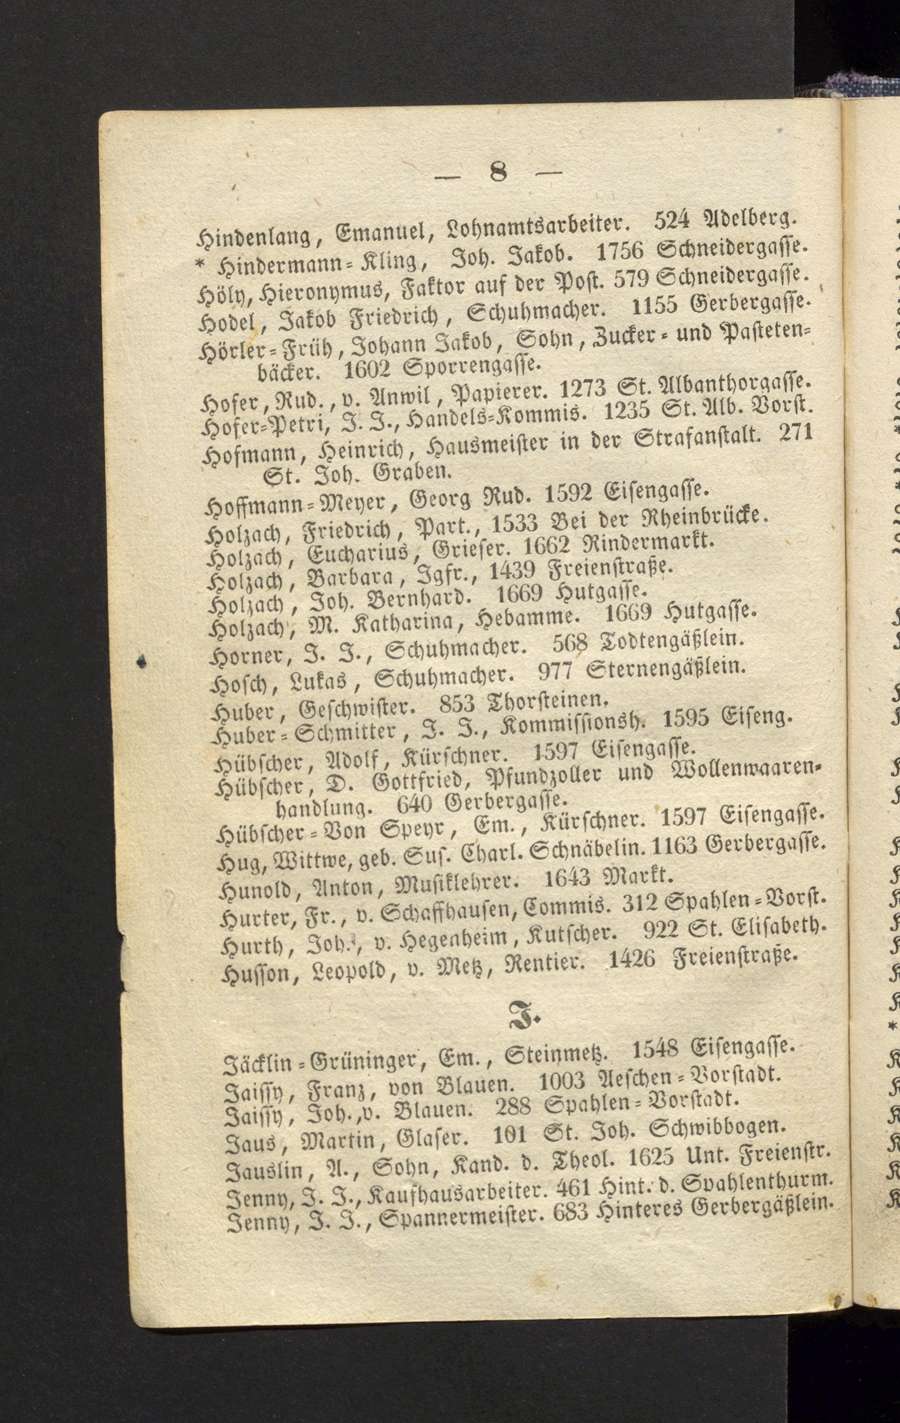 — 8 —
Hindenlang, Emanuel, Lohnamtsarbeiter. 524 Adelberg.
* Hindermann-Kling, Joh. Jakob. 1756 Schneidergasse.
Höly, Hieronymus, Faktor auf der Post. 579 Schneidergasse.
Hodel, Jakob Friedrich, Schuhmacher. 1155 Gerbergasse.
Hörler-Früh, Johann Jakob, Sohn, Zucker- und Pasteten-
bäcker. 1602 Sporrengasse.
Hofer, Rud., v. Anwil, Papierer. 1273 St. Albanthorgasse.
Hofer-Petri, J. J., Handels-Kommis. 1235 St. Alb. Vorst.
Hofmann, Heinrich, Hausmeister in der Strafanstalt. 271
St. Joh. Graben.
Hoffmann-Meyer, Georg Rud. 1592 Eisengasse.
Holzach, Friedrich, Part., 1533 Bei der Rheinbrücke.
Holzach, Eucharius, Grieser. 1662 Rindermarkt.
Holzach, Barbara, Igfr., 1439 Freienstraße.
Holzach, Joh. Bernhard. 1669 Hutgasse.
Holzach, M. Katharina, Hebamme. 1669 Hutgasse.
Horner, J. J., Schuhmacher. 568 Todtengäßlein.
Hosch, Lukas, Schuhmacher. 977 Sternengäßlein.
Huber, Geschwister. 853 Thorsteinen.
Huber-Schmitter, J. J., Kommissionsh. 1595 Eiseng.
Hübscher, Adolf, Kürschner. 1597 Eisengasse.
Hübscher, D. Gottfried, Pfundzoller und Wollenwaaren-
handlung. 640 Gerbergasse.
Hübscher-Von Speyr, Em., Kürschner. 1597 Eisengasse.
Hug, Wittwe, geb. Sus. Charl. Schnäbelin. 1163 Gerbergasse.
Hunold, Anton, Musiklehrer. 1643 Markt.
Hurter, Fr., v. Schaffhausen, Commis. 312 Spahlen-Vorst.
Hurth, Joh., v. Hegenheim, Kutscher. 922 St. Elisabeth.
Husson, Leopold, v. Metz, Rentier. 1426 Freienstraße.
J.
Jäcklin-Grüninger, Em., Steinmetz. 1548 Eisengasse.
Jaissy, Franz, von Blauen. 1003 Aeschen-Vorstadt.
Jaissy, Joh., v. Blauen. 288 Spahlen-Vorstadt.
Jaus, Martin, Glaser. 101 St. Joh. Schwibbogen.
Jauslin, A., Sohn, Kand. d. Theol. 1625 Unt. Freienstr.
Jenny, J. J., Kaufhausarbeiter. 461 Hint. d. Spahlenthurm.
Jenny, J. J., Spannermeister. 683 Hinteres Gerbergäßlein.